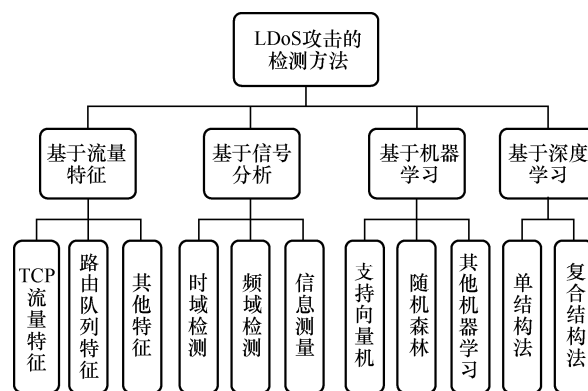 LDoS攻击的
检测方法
基于流量
特征
基于信号
分析
基于机器
学习
基于深度
学习
TCP
流量特征
路由队列特征
其他特征
时域检测
频域检测
信息测量
支持向量机
随机森林
其他机器学习
单结构法
复合结构法